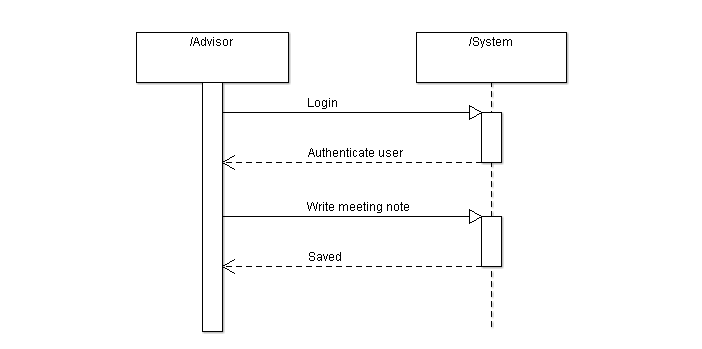 /Advisor
/System
Login
Authenticate user
Write meeting note
Saved